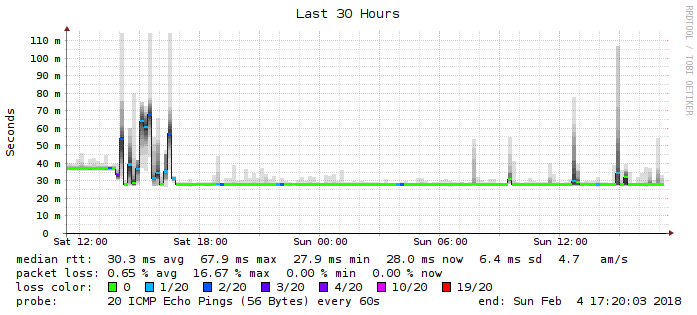 Last 30 Hours
RRDTOOL / TOBI OETIKER
Seconds
110 m
100 m
90 m
80 m
70 m
60 m
50 m
40 m
30 m
20 m
10 m
0
Sat 12:00 Sat 18:00 Sun 00:00 Sun 06:00 Sun 12:00
median rtt: 30.3 ms avg 67.9 ms max 27.9 ms min 28.0 ms now 6.4 ms sd 4.7 am/s
packet loss: 0.65 % avg 16.67 % max 0.00 % min 0.00 % now
loss color: 0 1/20 2/20 3/20 4/20 10/20 19/20
probe: 20 ICMP Echo Pings (56 Bytes) every 60s end: Sun Feb 4 17:20:03 2018